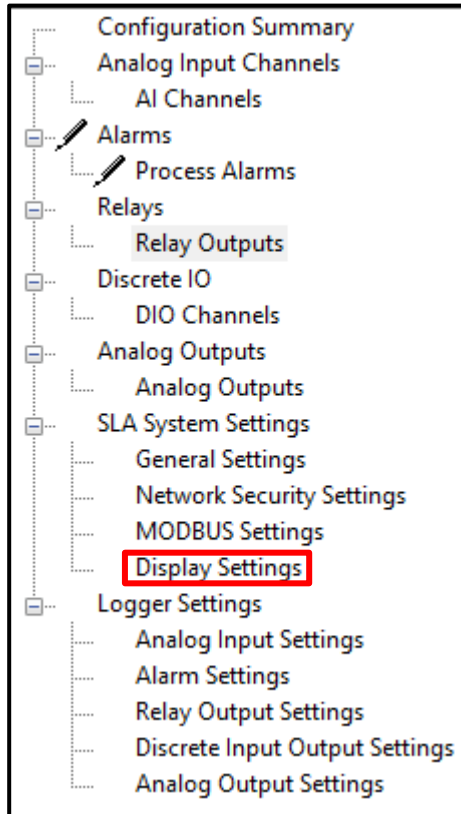 Configuration Summary
Analog Input Channels
AI Channels
Alarms
Process Alarms
Relays
Relay Outputs
Discrete IO
DIO Channels
Analog Outputs
Analog Outputs
SLA System Settings
General Settings
Network Security Settings
MODBUS Settings
Display Settings
Logger Settings
Analog Input Settings
Alarm Settings
Relay Output Settings
Discrete Input Output Settings
Analog Output Settings